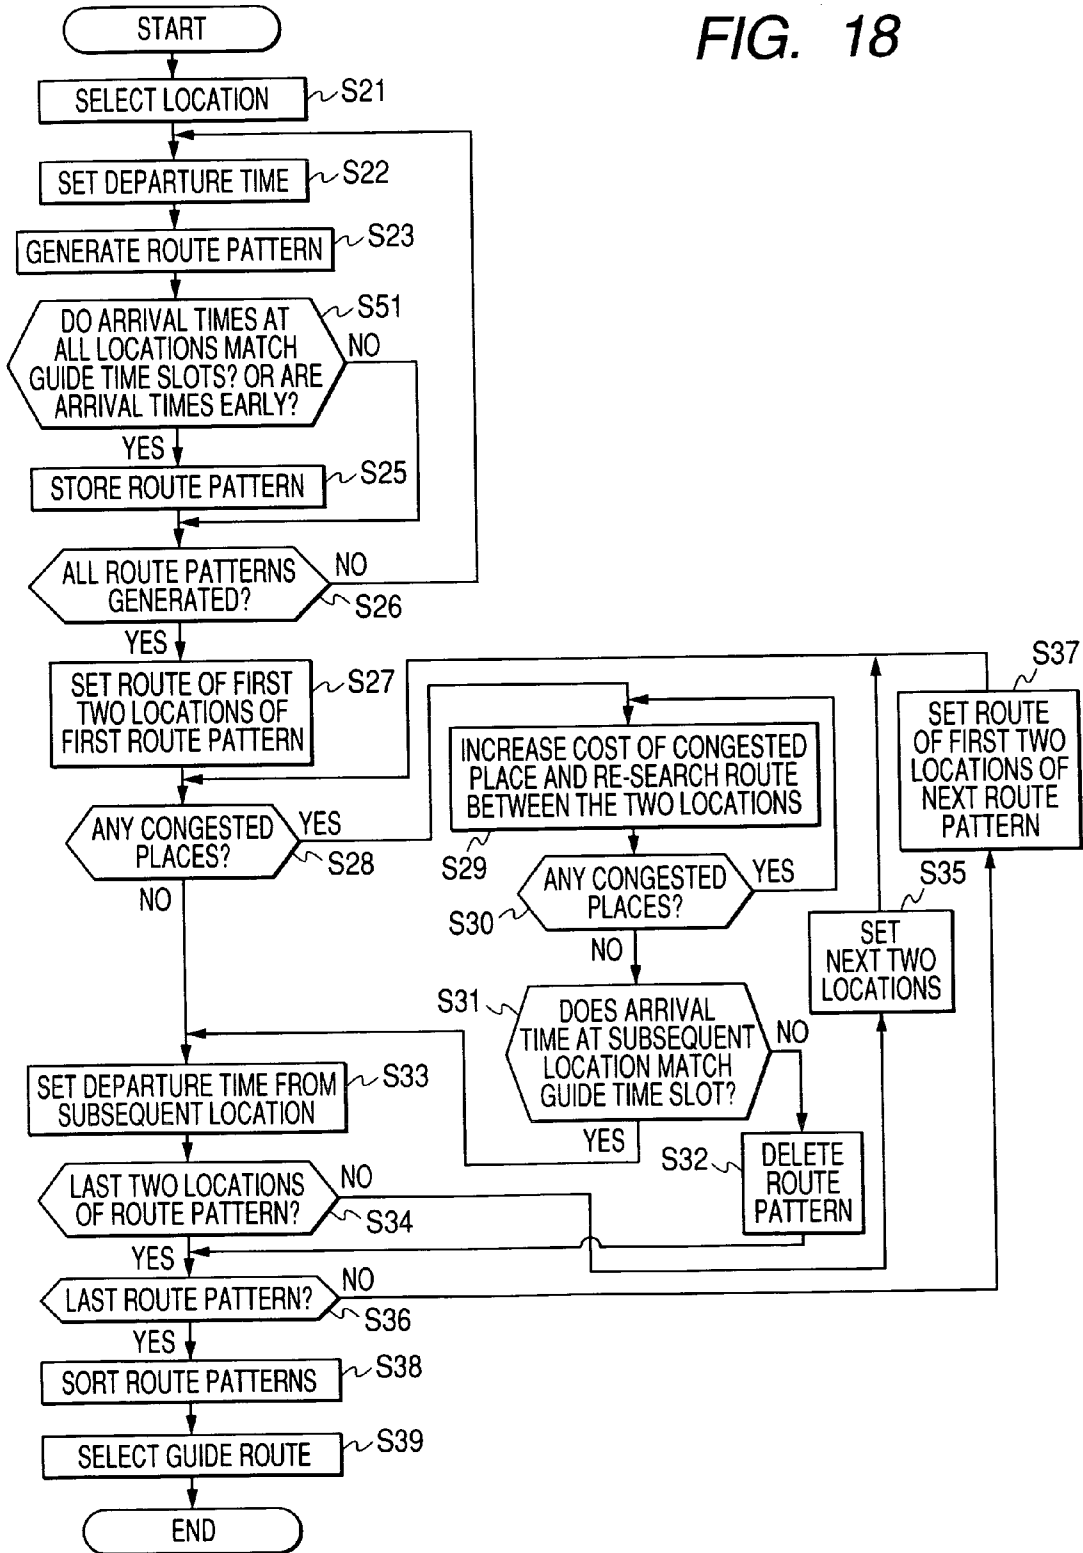 FIG. 18
START
SELECT LOCATION
S21
SET DEPARTURE TIME
S22
GENERATE ROUTE PATTERN
S23
DO ARRIVAL TIMES AT
ALL LOCATIONS MATCH
GUIDE TIME SLOTS? OR ARE
ARRIVAL TIMES EARLY?
S51
NO
YES
STORE ROUTE PATTERN
S25
ALL ROUTE PATTERNS
GENERATED?
NO
S26
YES
SET ROUTE OF FIRST
TWO LOCATIONS OF
FIRST ROUTE PATTERN
S27
ANY CONGESTED
PLACES?
YES
S28
NO
INCREASE COST OF CONGESTED
PLACE AND RE-SEARCH ROUTE
BETWEEN THE TWO LOCATIONS
S29
ANY CONGESTED
PLACES?
YES
S30
NO
S31
DOES ARRIVAL
TIME AT SUBSEQUENT
LOCATION MATCH
GUIDE TIME SLOT?
NO
YES
S32
DELETE
ROUTE
PATTERN
SET DEPARTURE TIME FROM
SUBSEQUENT LOCATION
S33
LAST TWO LOCATIONS
OF ROUTE PATTERN?
NO
S34
YES
S35
SET
NEXT TWO
LOCATIONS
LAST ROUTE PATTERN?
NO
S36
YES
S37
SET ROUTE
OF FIRST TWO
LOCATIONS OF
NEXT ROUTE
PATTERN
SORT ROUTE PATTERNS
S38
SELECT GUIDE ROUTE
S39
END